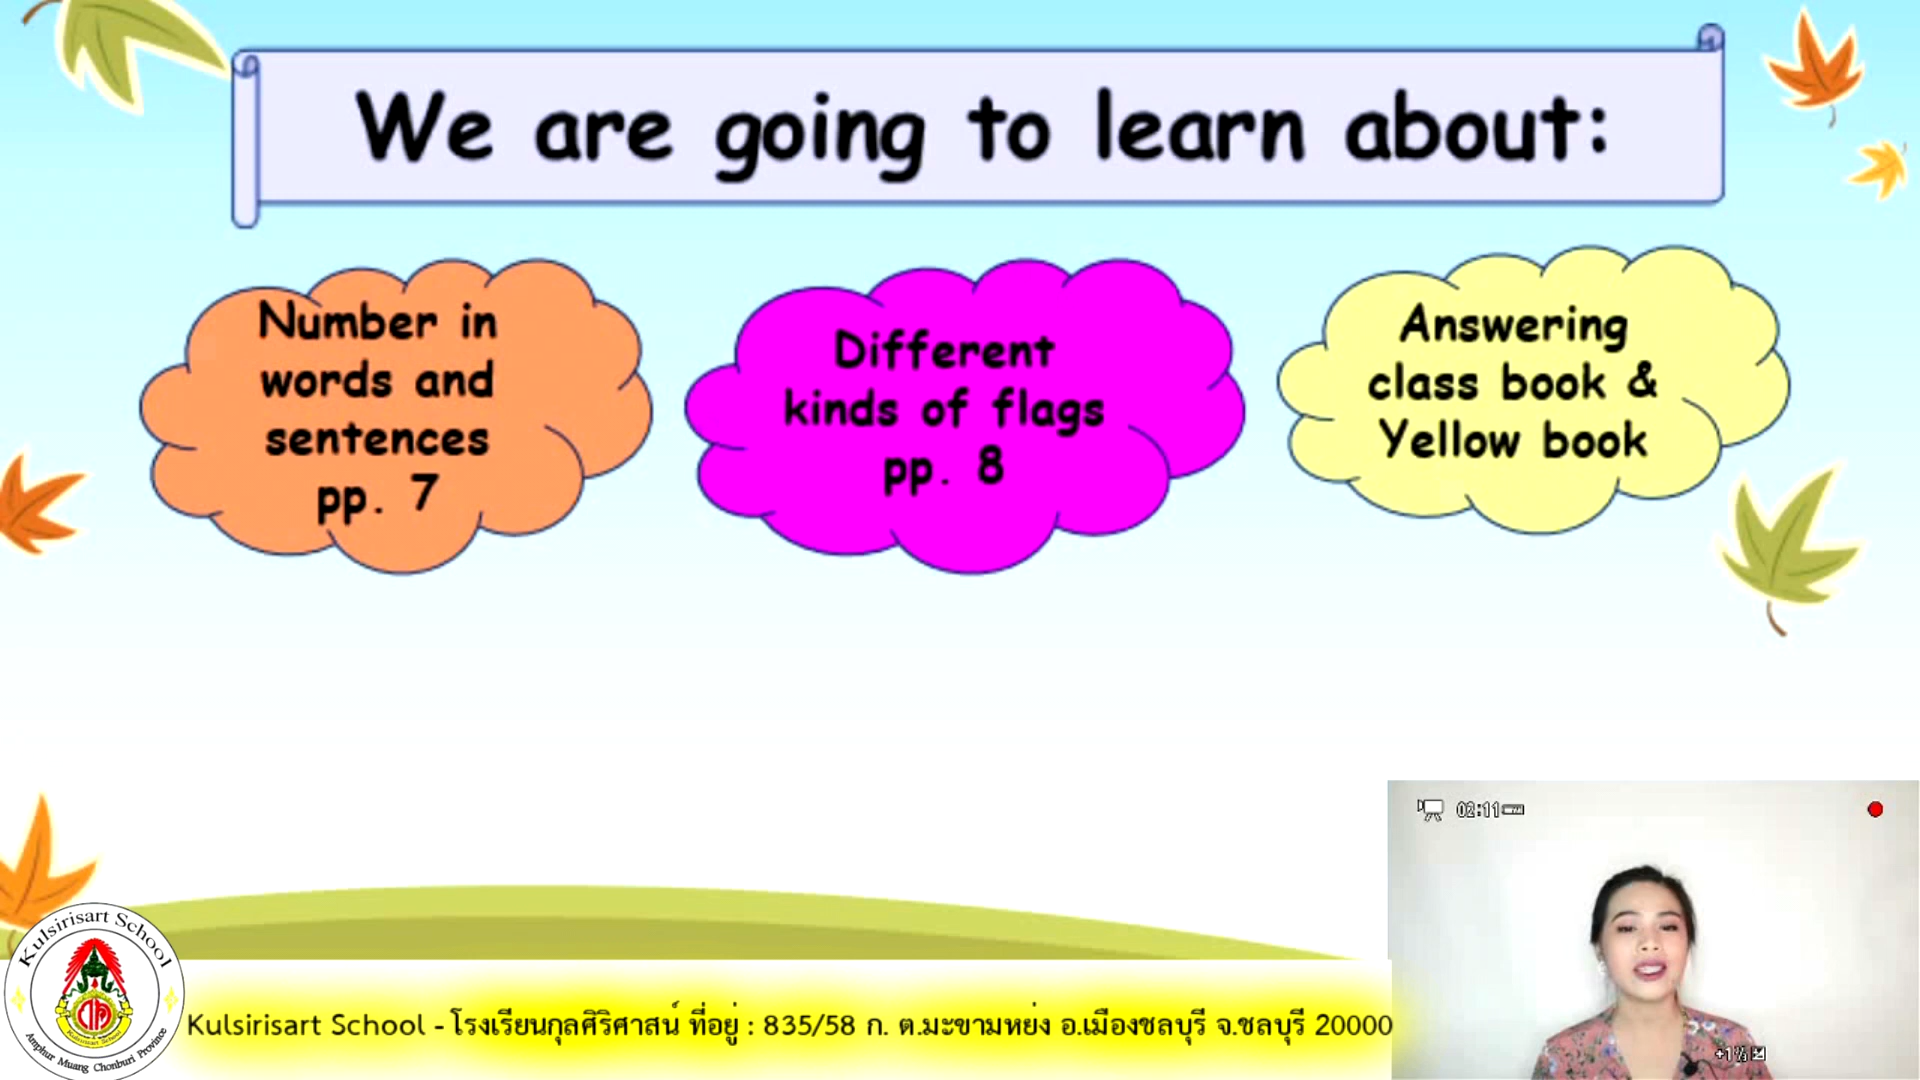 We are going to learn about:
Number in
words and
sentences
pp. 7
Different
kinds of flags
pp. 8
Answering
class book &
Yellow book
02:11
Kulsirisart School
Amphur Muang Chonburi Province
Kulsirisart School - โรงเรียนกุลศิริศาสน์ ที่อยู่ : 835/58 ก. ต.มะขามหย่ง อ.เมืองชลบุรี จ.ชลบุรี 20000